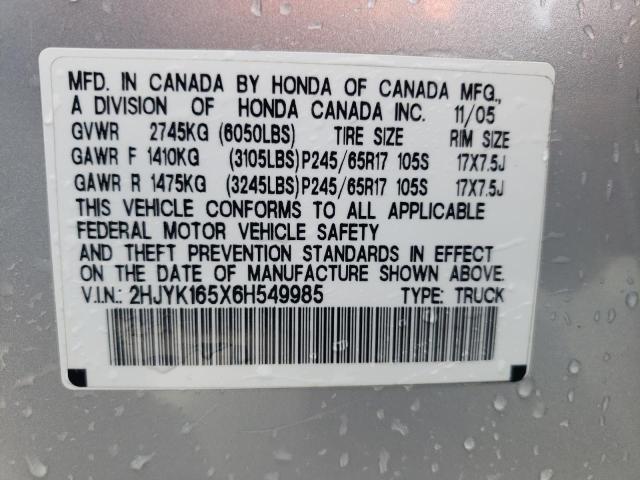 MFD. IN CANADA BY HONDA OF CANADA MFG.,
A DIVISION OF HONDA CANADA INC. 11/05
GVWR 2745KG (6050LBS) TIRE SIZE RIM SIZE
GAWR F 1410KG (3105LBS)P245/65R17 105S 17X7.5J
GAWR R 1475KG (3245LBS)P245/65R17 105S 17X7.5J
THIS VEHICLE CONFORMS TO ALL APPLICABLE
FEDERAL MOTOR VEHICLE SAFETY
AND THEFT PREVENTION STANDARDS IN EFFECT
ON THE DATE OF MANUFACTURE SHOWN ABOVE.
V.I.N.: 2HJYK165X6H549985 TYPE: TRUCK